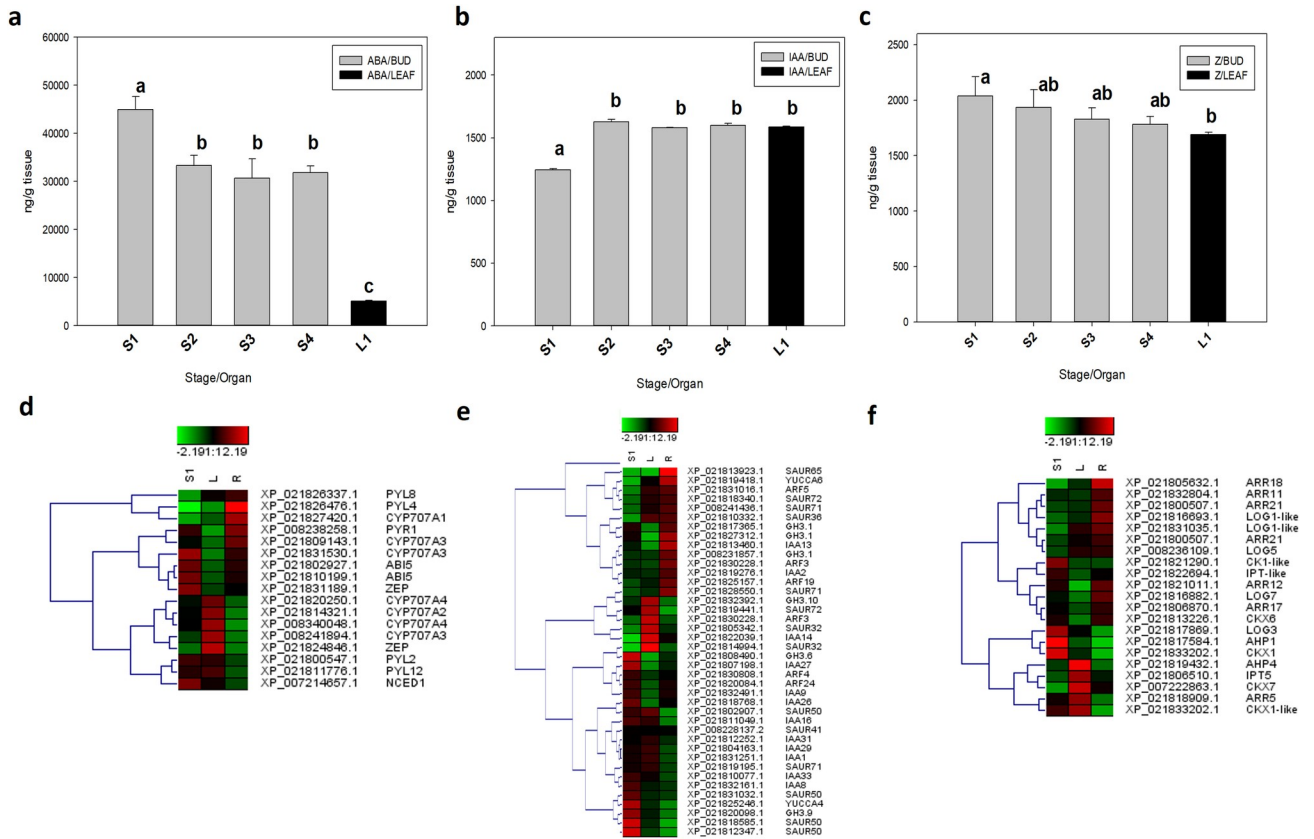 a
60000
50000
40000
30000
20000
10000
0
ng/g tissue
ABA/BUD
ABA/LEAF
a
b
b
b
c
S1
S2
S3
S4
L1
Stage/Organ
b
2000
1500
1000
500
0
ng/g tissue
IAA/BUD
IAA/LEAF
a
b
b
b
b
S1
S2
S3
S4
L1
Stage/Organ
c
2500
2000
1500
1000
500
0
ng/g tissue
Z/BUD
Z/LEAF
a
ab
ab
ab
b
S1
S2
S3
S4
L1
Stage/Organ
d
-2.191:12.19
S1 L R
XP_021826337.1 PYL8
XP_021826476.1 PYL4
XP_021827420.1 CYP707A1
XP_008238258.1 PYR1
XP_021809143.1 CYP707A3
XP_021831530.1 CYP707A3
XP_021802927.1 ABI5
XP_021810199.1 ABI5
XP_021831189.1 ZEP
XP_021820250.1 CYP707A4
XP_021814321.1 CYP707A2
XP_008340048.1 CYP707A4
XP_008241894.1 CYP707A3
XP_021824846.1 ZEP
XP_021800547.1 PYL2
XP_021811776.1 PYL12
XP_007214657.1 NCED1
e
-2.191:12.19
S1 L R
XP_021813923.1 SAUR65
XP_021819418.1 YUCCA6
XP_021831016.1 ARF5
XP_021818340.1 SAUR72
XP_008241436.1 SAUR71
XP_021810332.1 SAUR36
XP_021817365.1 GH3.1
XP_021827312.1 GH3.1
XP_021813460.1 IAA13
XP_008231857.1 GH3.1
XP_021830228.1 ARF3
XP_021819276.1 IAA2
XP_021825157.1 ARF19
XP_021828550.1 SAUR71
XP_021832392.1 GH3.10
XP_021819441.1 SAUR72
XP_021830228.1 ARF3
XP_021805342.1 SAUR32
XP_021822039.1 IAA14
XP_021814994.1 SAUR32
XP_021808490.1 GH3.6
XP_021807198.1 IAA27
XP_021830808.1 ARF4
XP_021820084.1 ARF24
XP_021832491.1 IAA9
XP_021818768.1 IAA26
XP_021802907.1 SAUR50
XP_021811049.1 IAA16
XP_008228137.2 SAUR41
XP_021812252.1 IAA31
XP_021804163.1 IAA29
XP_021831251.1 IAA1
XP_021819195.1 SAUR71
XP_021810077.1 IAA33
XP_021832161.1 IAA8
XP_021831032.1 SAUR50
XP_021825246.1 YUCCA4
XP_021820098.1 GH3.9
XP_021818585.1 SAUR50
XP_021812347.1 SAUR50
f
-2.191:12.19
S1 L R
XP_021805632.1 ARR18
XP_021832804.1 ARR11
XP_021800507.1 ARR21
XP_021816693.1 LOG1-like
XP_021831035.1 LOG1-like
XP_021800507.1 ARR21
XP_008236109.1 LOG5
XP_021821290.1 CK1-like
XP_021822694.1 IPT-like
XP_021821011.1 ARR12
XP_021816882.1 LOG7
XP_021806870.1 ARR17
XP_021813226.1 CKX6
XP_021817869.1 LOG3
XP_021817584.1 AHP1
XP_021833202.1 CKX1
XP_021819432.1 AHP4
XP_021806510.1 IPT5
XP_007222863.1 CKX7
XP_021818909.1 ARR5
XP_021833202.1 CKX1-like